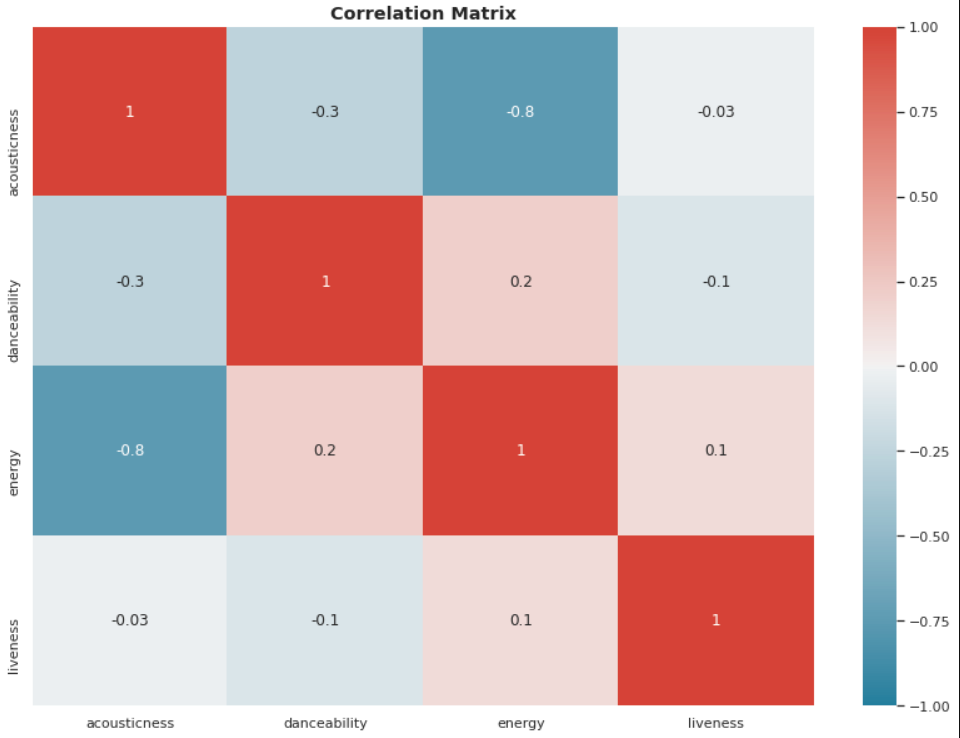 Correlation Matrix
acousticness
1
-0.3
-0.8
-0.03
danceability
-0.3
1
0.2
-0.1
energy
-0.8
0.2
1
0.1
liveness
-0.03
-0.1
0.1
1
acousticness
danceability
energy
liveness
1.00
0.75
0.50
0.25
0.00
−0.25
−0.50
−0.75
−1.00